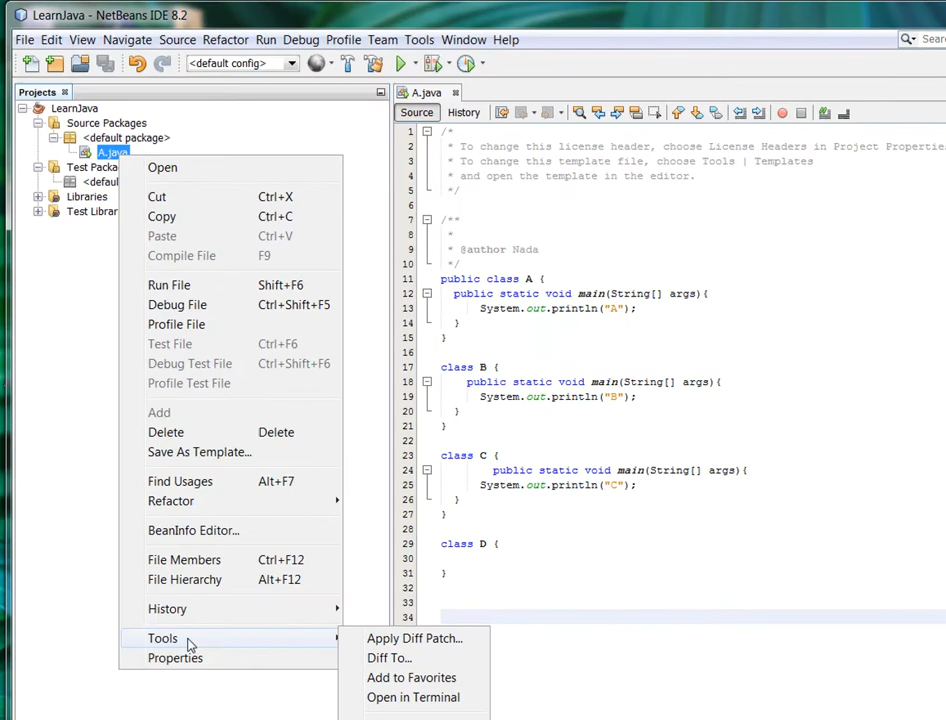 LearnJava - NetBeans IDE 8.2
File Edit View Navigate Source Refactor Run Debug Profile Team Tools Window Help
<default config>
Sear
Projects
LearnJava
Source Packages
<default package>
A.java
Test Packa
<defaul
Libraries
Test Librar
Open
Cut Ctrl+X
Copy Ctrl+C
Paste Ctrl+V
Compile File F9
Run File Shift+F6
Debug File Ctrl+Shift+F5
Profile File
Test File Ctrl+F6
Debug Test File Ctrl+Shift+F6
Profile Test File
Add
Delete Delete
Save As Template...
Find Usages Alt+F7
Refactor
BeanInfo Editor...
File Members Ctrl+F12
File Hierarchy Alt+F12
History
Tools
Properties
Apply Diff Patch...
Diff To...
Add to Favorites
Open in Terminal
A.java
Source History
1 /*
2 * To change this license header, choose License Headers in Project Properties
3 * To change this template file, choose Tools | Templates
4 * and open the template in the editor.
5 */
6
7 /**
8 *
9 * @author Nada
10 */
11 public class A {
12 public static void main(String[] args){
13 System.out.println("A");
14 }
15 }
16
17 class B {
18 public static void main(String[] args){
19 System.out.println("B");
20 }
21 }
22
23 class C {
24 public static void main(String[] args){
25 System.out.println("C");
26 }
27 }
28
29 class D {
30
31 }
32
33
34